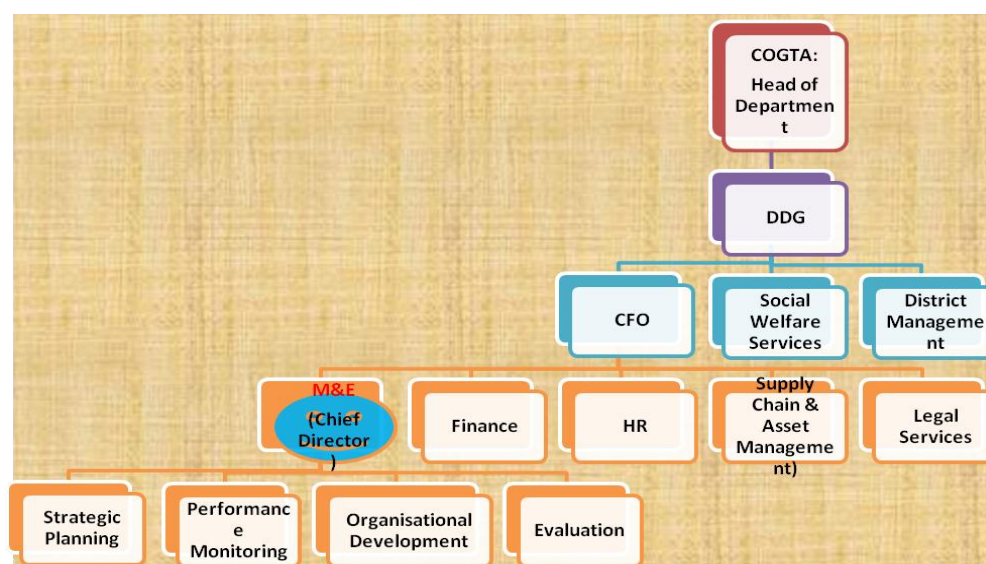 COGTA:
Head of
Departmen
t
DDG
CFO
Social
Welfare
Services
District
Manageme
nt
M&E
(Chief
Director
)
Finance
HR
Supply
Chain &
Asset
Manageme
nt)
Legal
Services
Strategic
Planning
Performanc
e
Monitoring
Organisational
Development
Evaluation